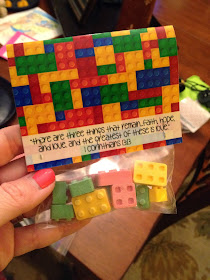 "there are three things that remain...faith, hope,
and love...and the greatest of these is love."
1 corinthians 13:13